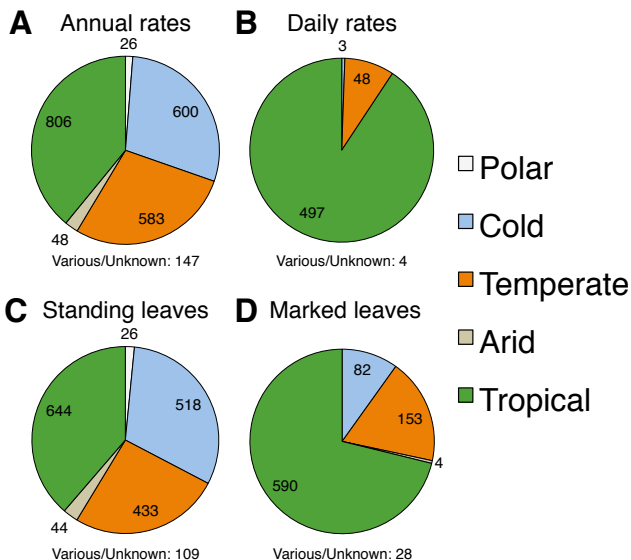 A Annual rates
26
600
583
48
806
Various/Unknown: 147
B Daily rates
3
48
497
Various/Unknown: 4
C Standing leaves
26
518
433
44
644
Various/Unknown: 109
D Marked leaves
82
153
4
590
Various/Unknown: 28
Polar
Cold
Temperate
Arid
Tropical